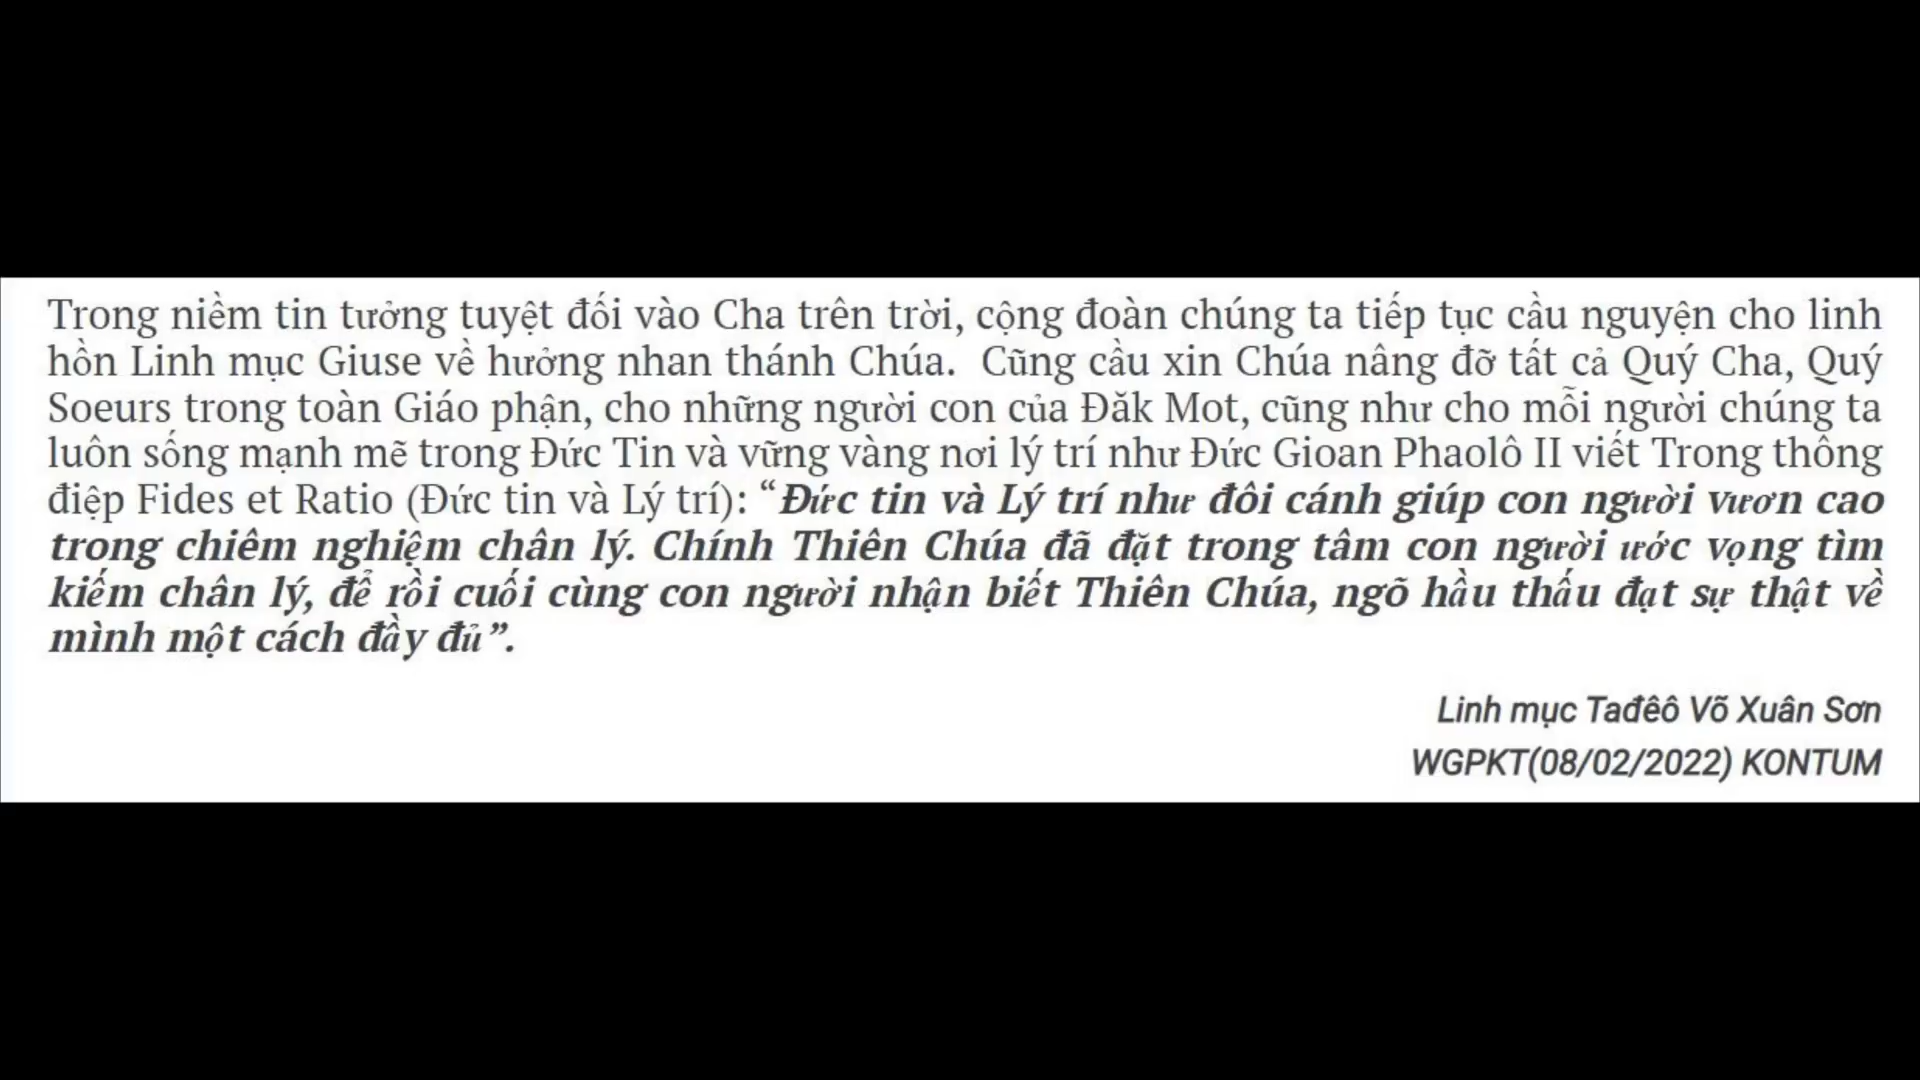 Trong niềm tin tưởng tuyệt đối vào Cha trên trời, cộng đoàn chúng ta tiếp tục cầu nguyện cho linh
hồn Linh mục Giuse về hưởng nhan thánh Chúa.  Cũng cầu xin Chúa nâng đỡ tất cả Quý Cha, Quý
Soeurs trong toàn Giáo phận, cho những người con của Đăk Mot, cũng như cho mỗi người chúng ta
luôn sống mạnh mẽ trong Đức Tin và vững vàng nơi lý trí như Đức Gioan Phaolô II viết Trong thông
điệp Fides et Ratio (Đức tin và Lý trí): “Đức tin và Lý trí như đôi cánh giúp con người vươn cao
trong chiêm nghiệm chân lý. Chính Thiên Chúa đã đặt trong tâm con người ước vọng tìm
kiếm chân lý, để rồi cuối cùng con người nhận biết Thiên Chúa, ngõ hầu thấu đạt sự thật về
mình một cách đầy đủ”.
Linh mục Tađêô Võ Xuân Sơn
WGPKT(08/02/2022) KONTUM